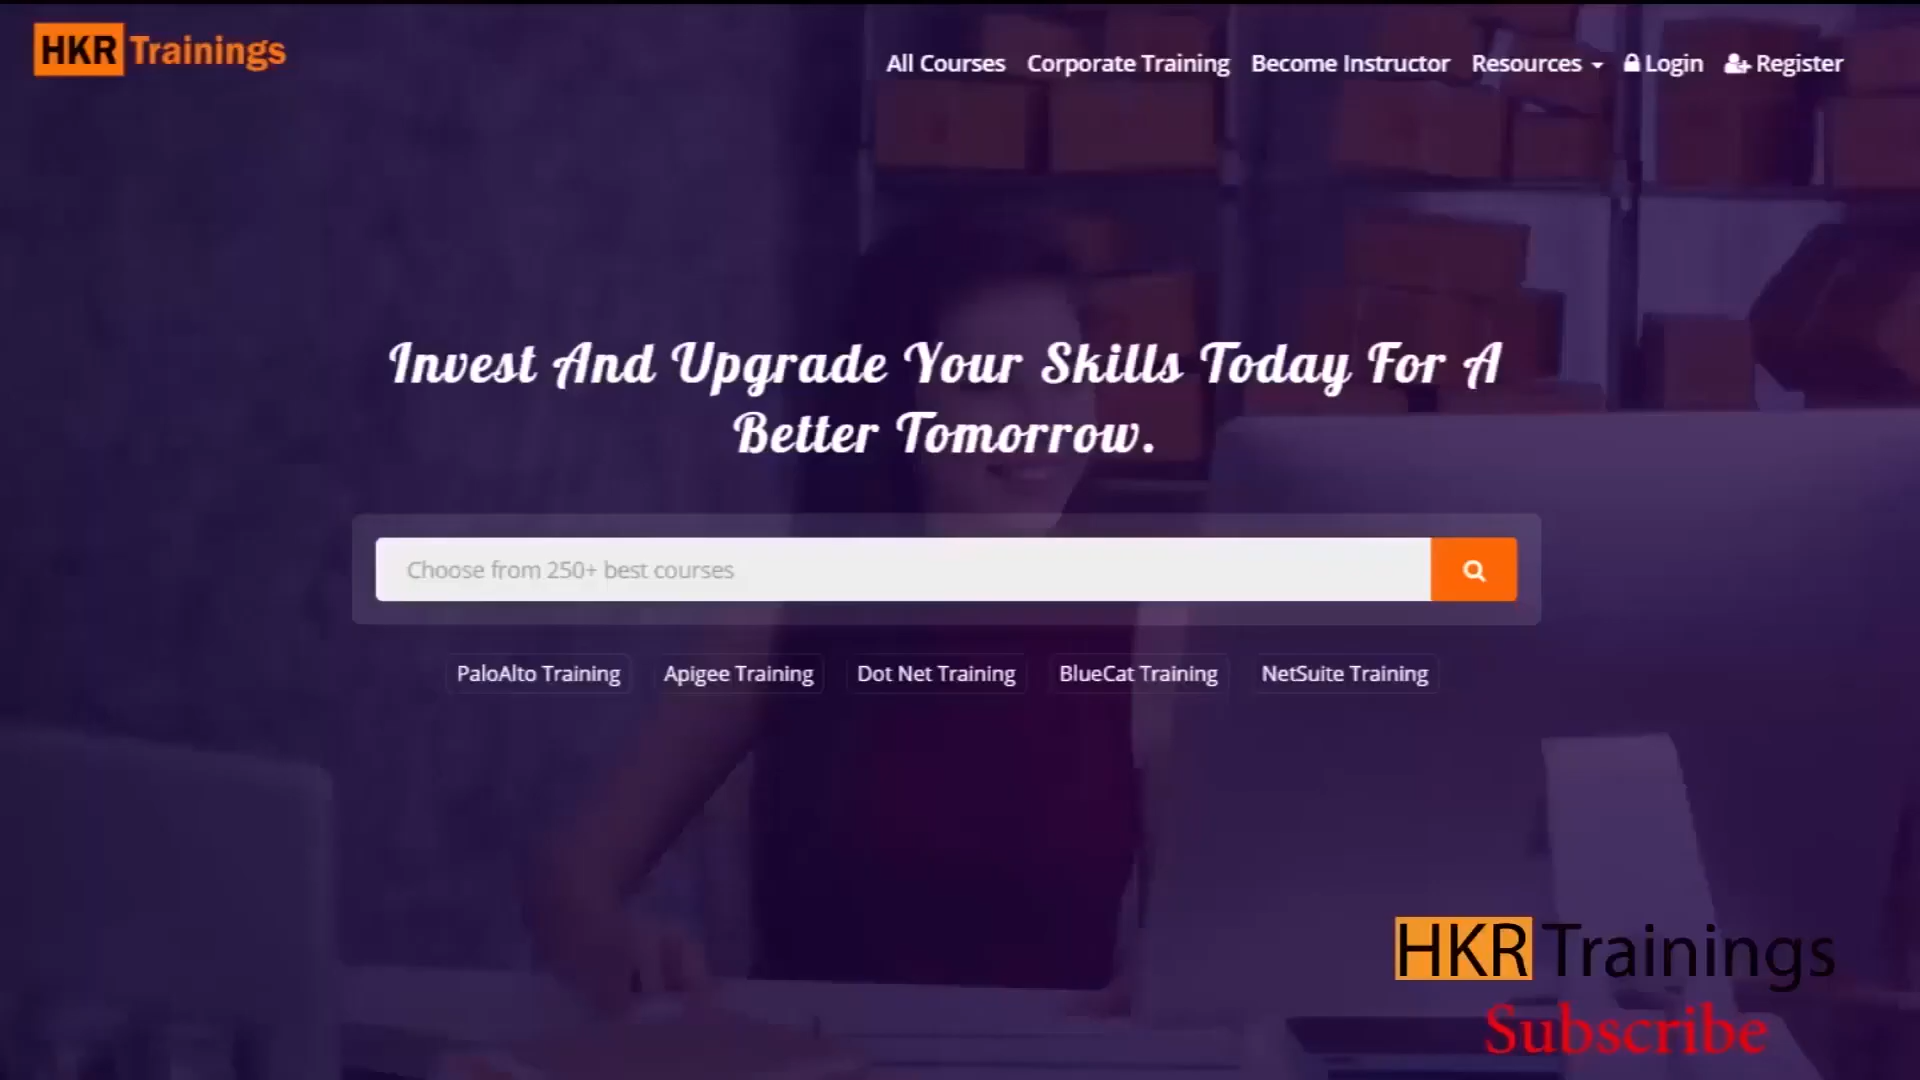 HKR Trainings
All Courses Corporate Training Become Instructor Resources Login Register
Invest And Upgrade Your Skills Today For A
Better Tomorrow.
Choose from 250+ best courses
PaloAlto Training Apigee Training Dot Net Training BlueCat Training NetSuite Training
HKR Trainings
Subscribe